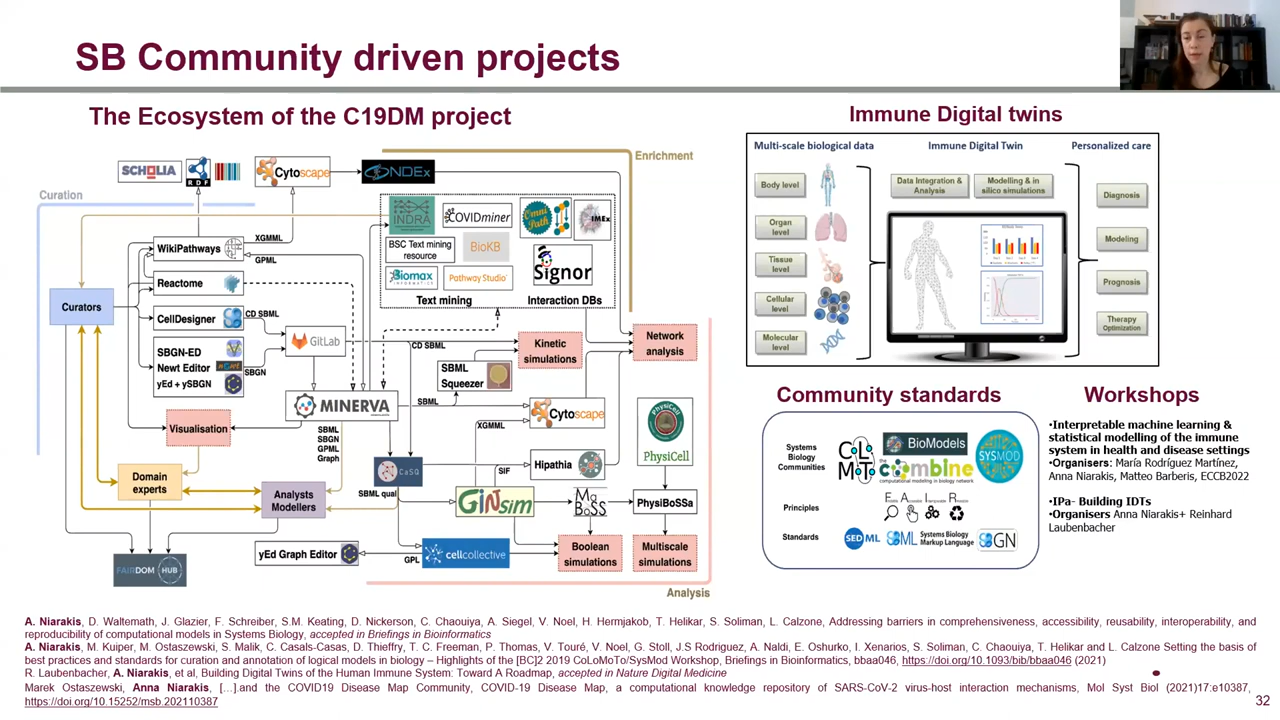 SB Community driven projects
The Ecosystem of the C19DM project
Immune Digital twins
Curation
Enrichment
SCHOLIA
RDF
Cytoscape
NDEx
WikiPathways
XGMML
GPML
Reactome
Curators
CellDesigner
CD SBML
SBGN-ED
Newt Editor
yEd + ySBGN
SBGN
GitLab
INDRA
COVIDminer
Omni
Path
IMEx
BSC Text mining
resource
BioKB
Signor
Biomax
INFORMATICS
Pathway Studio
Text mining
Interaction DBs
CD SBML
Kinetic
simulations
Network
analysis
SBML
Squeezer
MINERVA
SBML
Cytoscape
PhysiCell
PhysiCell
Visualisation
SBML
SBGN
GPML
Graph
XGMML
CaSQ
SIF
Hipathia
Domain
experts
SBML qual
Analysts
Modellers
GINsim
MaBoSS
PhysiBoSSa
FAIRDOM HUB
yEd Graph Editor
GPL
cellcollective
Boolean
simulations
Multiscale
simulations
Analysis
Multi-scale biological data
Immune Digital Twin
Personalized care
Body level
Organ
level
Tissue
level
Cellular
level
Molecular
level
Data Integration &
Analysis
Modelling & in
silico simulations
Diagnosis
Modeling
Prognosis
Therapy
Optimization
Community standards
Systems
Biology
Communities
CLMT
BioModels
the
combine
computational modeling in biology network
SYSMOD
Principles
F A I R
Standards
SED ML
SBML Systems Biology
Markup Language
SBGN
Workshops
•Interpretable machine learning &
statistical modelling of the immune
system in health and disease settings
•Organisers: María Rodríguez Martínez,
Anna Niarakis, Matteo Barberis, ECCB2022
•IPa- Building IDTs
•Organisers Anna Niarakis+ Reinhard
Laubenbacher
A. Niarakis, D. Waltemath, J. Glazier, F. Schreiber, S.M. Keating, D. Nickerson, C. Chaouiya, A. Siegel, V. Noel, H. Hermjakob, T. Helikar, S. Soliman, L. Calzone, Addressing barriers in comprehensiveness, accessibility, reusability, interoperability, and
reproducibility of computational models in Systems Biology, accepted in Briefings in Bioinformatics
A. Niarakis, M. Kuiper, M. Ostaszewski, S. Malik, C. Casals-Casas, D. Thieffry, T. C. Freeman, P. Thomas, V. Touré, V. Noel, G. Stoll, J.S Rodriguez, A. Naldi, E. Oshurko, I. Xenarios, S. Soliman, C. Chaouiya, T. Helikar and L. Calzone Setting the basis of
best practices and standards for curation and annotation of logical models in biology – Highlights of the [BC]2 2019 CoLoMoTo/SysMod Workshop, Briefings in Bioinformatics, bbaa046, https://doi.org/10.1093/bib/bbaa046 (2021)
R. Laubenbacher, A. Niarakis, et al, Building Digital Twins of the Human Immune System: Toward A Roadmap, accepted in Nature Digital Medicine
Marek Ostaszewski, Anna Niarakis, [...].and the COVID19 Disease Map Community, COVID-19 Disease Map, a computational knowledge repository of SARS-CoV-2 virus-host interaction mechanisms, Mol Syst Biol (2021)17:e10387,
https://doi.org/10.15252/msb.202110387
32